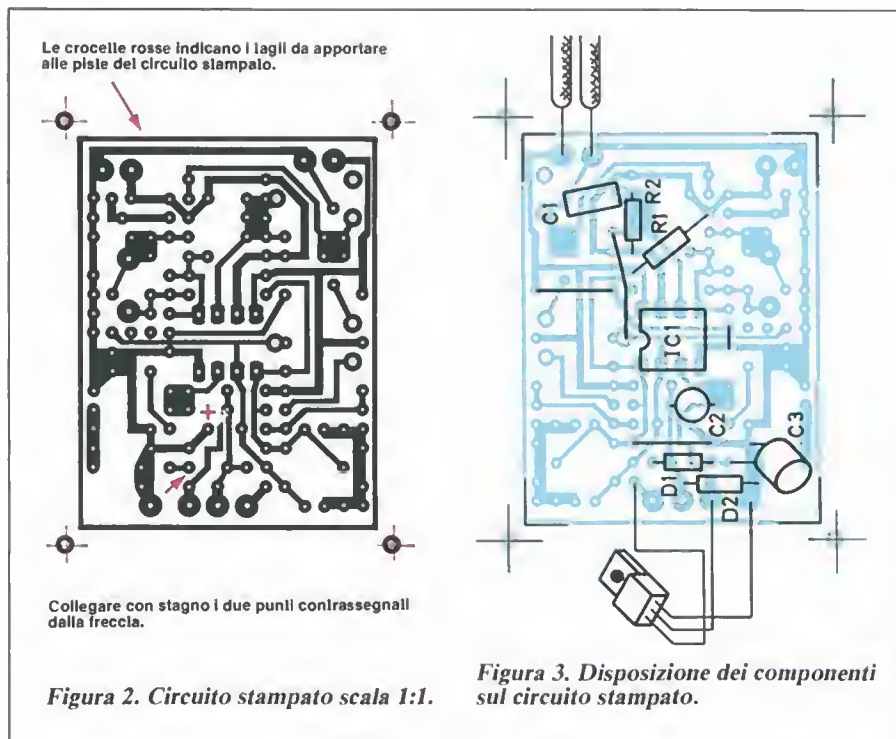 Le crocelle rosse indicano i tagli da apportare
alle piste del circuito stampato.
C1
R2
R1
IC1
C2
C3
D1
D2
Collegare con stagno i due punti contrassegnati
dalla freccia.
Figura 2. Circuito stampato scala 1:1.
Figura 3. Disposizione dei componenti
sul circuito stampato.